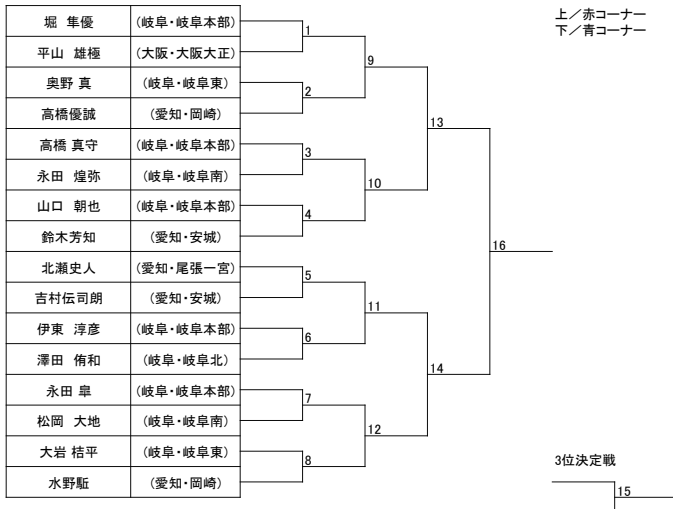 上／赤コーナー
下／青コーナー
堀 隼優 (岐阜・岐阜本部)
1
平山 雄極 (大阪・大阪大正)
9
奥野 真 (岐阜・岐阜東)
2
高橋優誠 (愛知・岡崎)
13
高橋 真守 (岐阜・岐阜本部)
3
永田 煌弥 (岐阜・岐阜南)
10
山口 朝也 (岐阜・岐阜本部)
4
鈴木芳知 (愛知・安城)
16
北瀬史人 (愛知・尾張一宮)
5
吉村伝司朗 (愛知・安城)
11
伊東 淳彦 (岐阜・岐阜本部)
6
澤田 侑和 (岐阜・岐阜北)
14
永田 皐 (岐阜・岐阜本部)
7
松岡 大地 (岐阜・岐阜南)
12
大岩 桔平 (岐阜・岐阜東)
8
3位決定戦
水野駈 (愛知・岡崎)
15